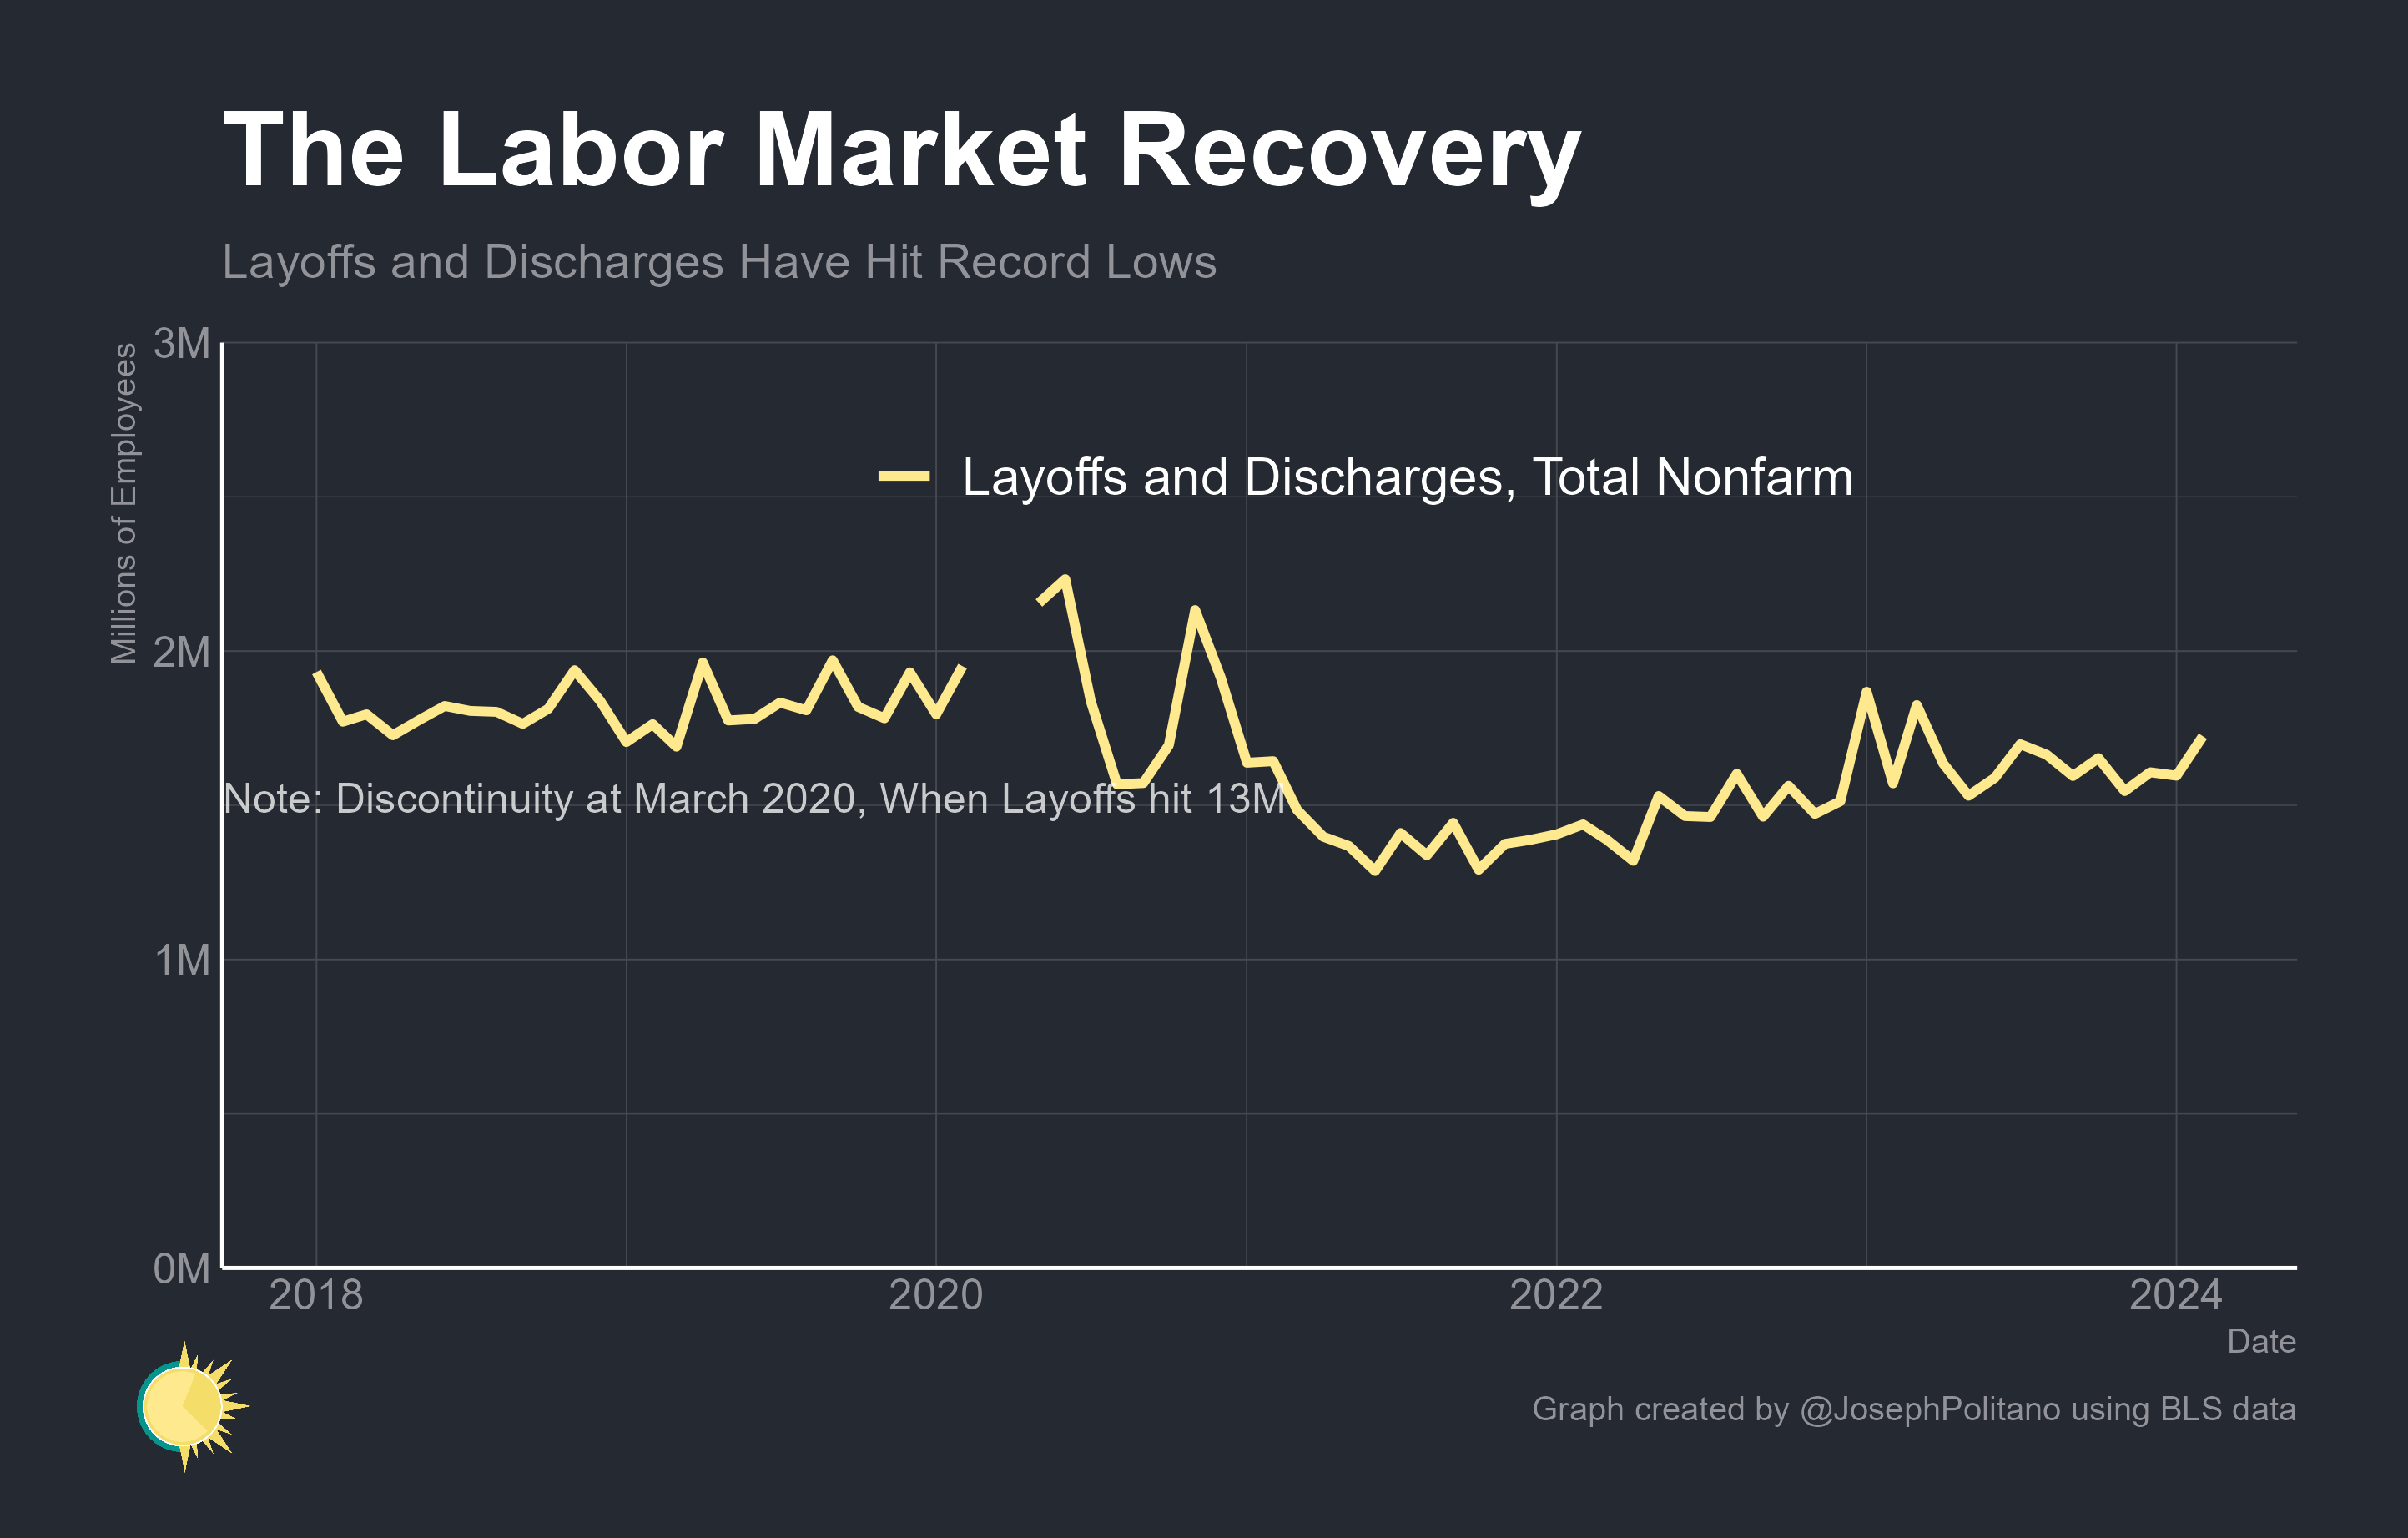 The Labor Market Recovery
Layoffs and Discharges Have Hit Record Lows
Millions of Employees
3M
2M
1M
0M
Layoffs and Discharges, Total Nonfarm
Note: Discontinuity at March 2020, When Layoffs hit 13M
2018 2020 2022 2024
Date
Graph created by @JosephPolitano using BLS data